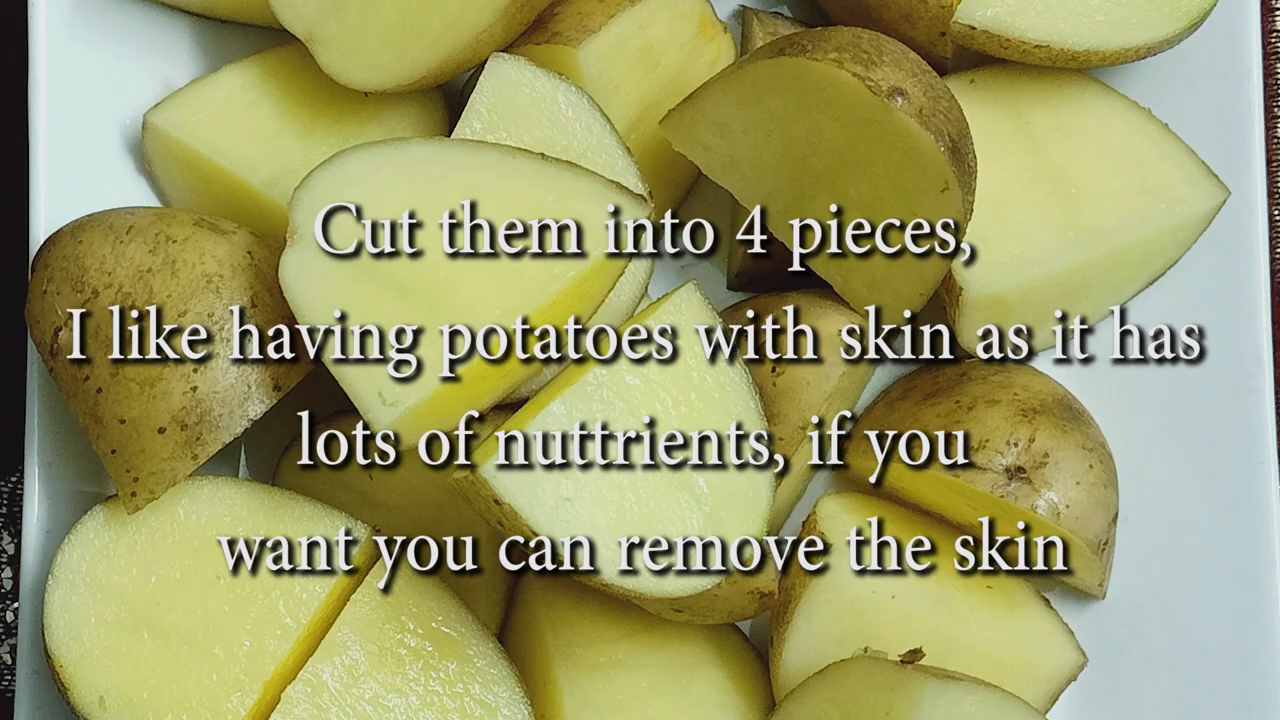 Cut them into 4 pieces,
I like having potatoes with skin as it has
lots of nuttrients, if you
want you can remove the skin